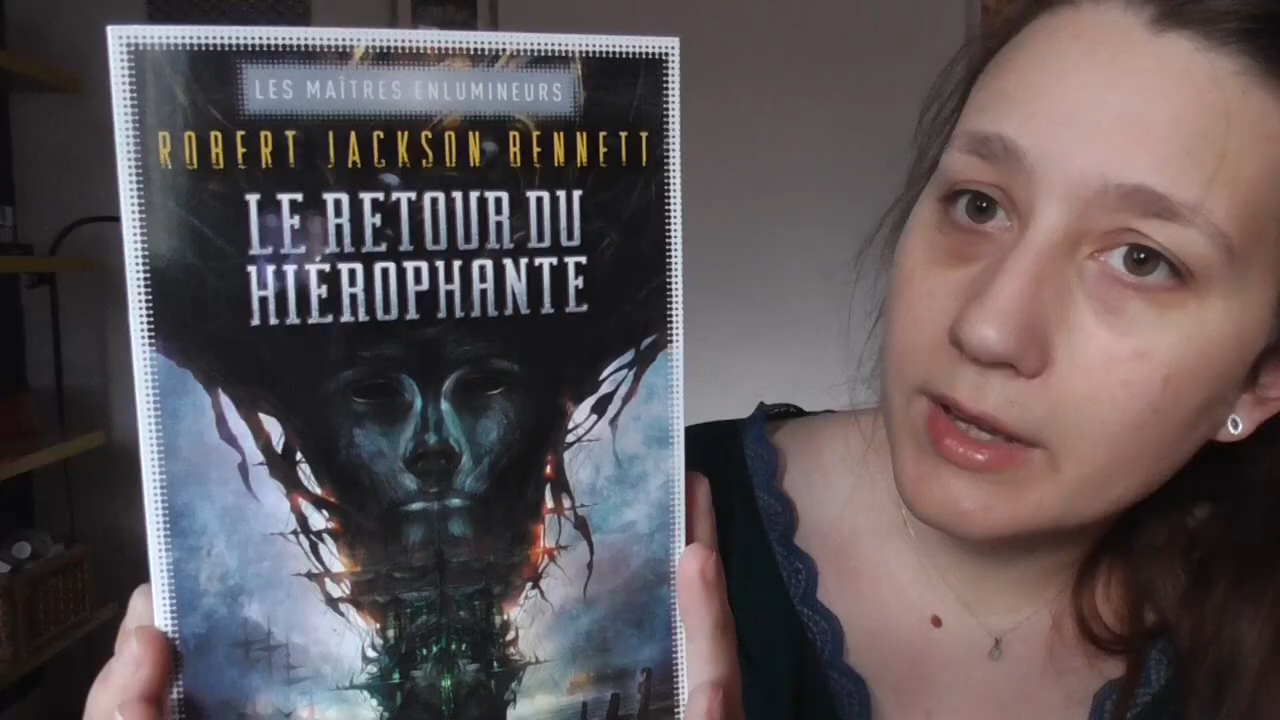 LES MAÎTRES ENLUMINEURS
ROBERT JACKSON BENNETT
LE RETOUR DU
HIÉROPHANTE